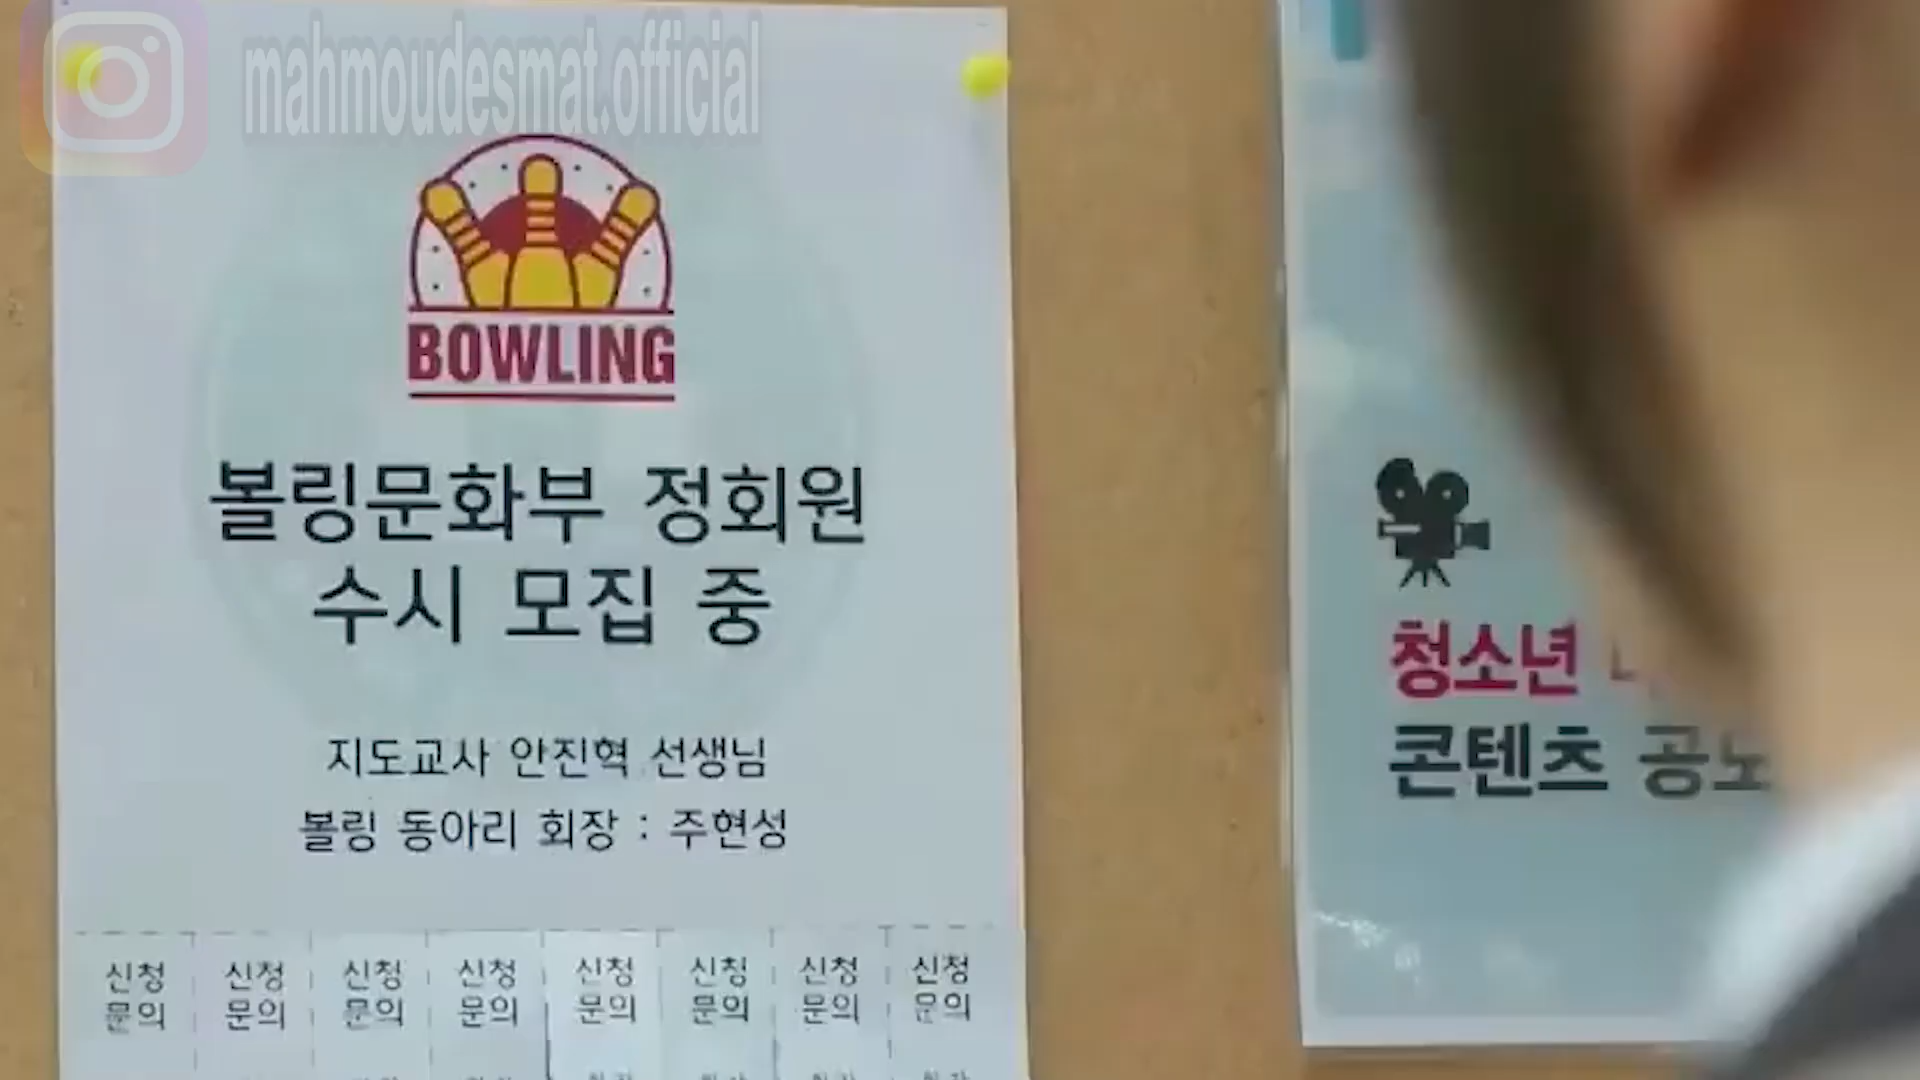 mahmoudesmat.official
BOWLING
볼링문화부 정회원
수시 모집 중
지도교사 안진혁 선생님
볼링 동아리 회장 : 주현성
신청 신청 신청 신청 신청 신청 신청 신청
문의 문의 문의 문의 문의 문의 문의 문의
청소년
콘텐츠